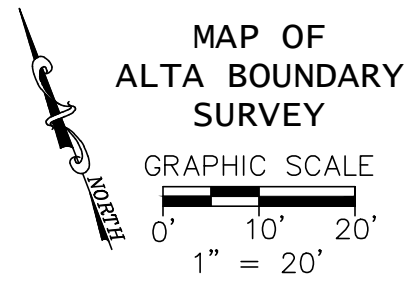 MAP OF
ALTA BOUNDARY
SURVEY
NORTH
GRAPHIC SCALE
0' 10' 20'
1" = 20'